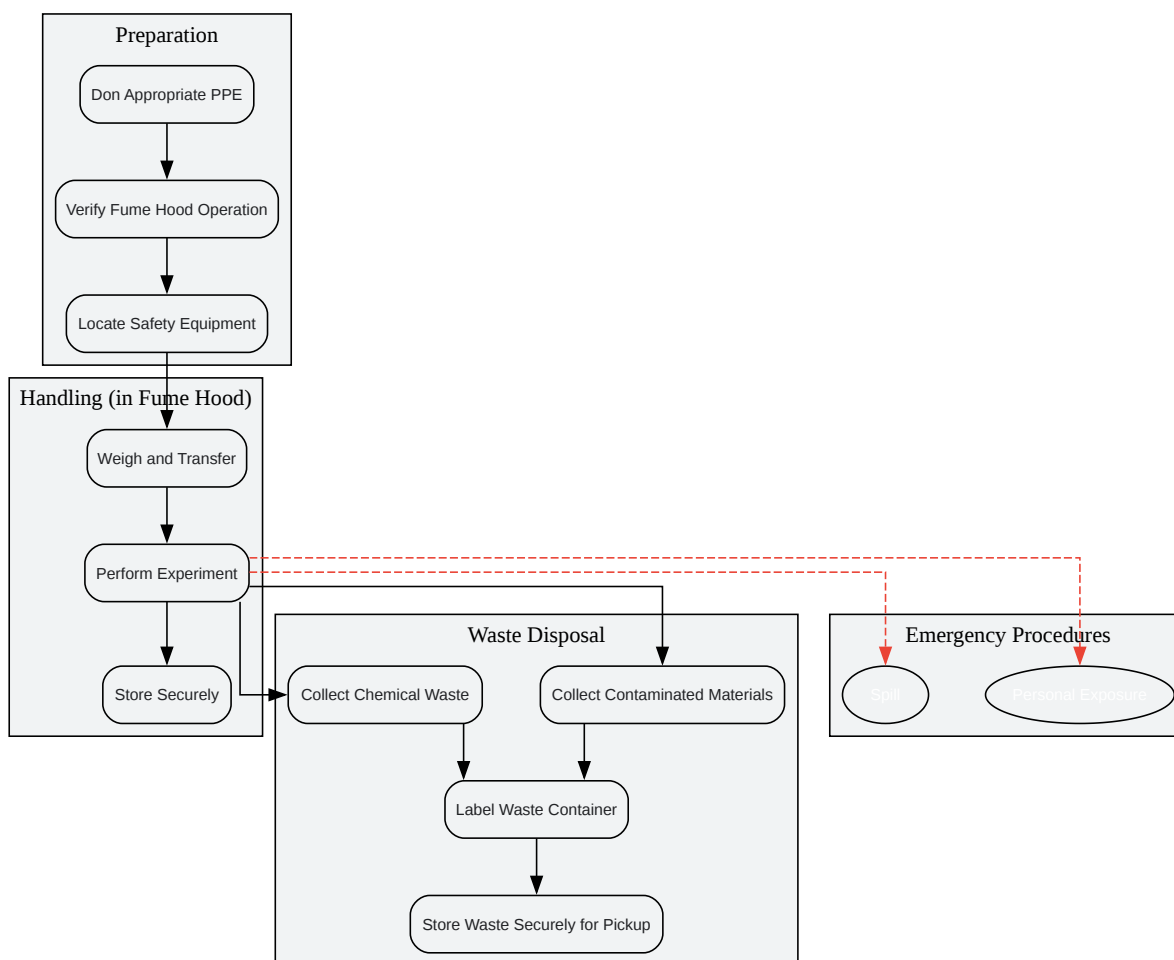 Preparation
Don Appropriate PPE
Verify Fume Hood Operation
Locate Safety Equipment
Handling (in Fume Hood)
Weigh and Transfer
Perform Experiment
Store Securely
Waste Disposal
Collect Chemical Waste
Collect Contaminated Materials
Label Waste Container
Store Waste Securely for Pickup
Emergency Procedures
Spill
Personal Exposure